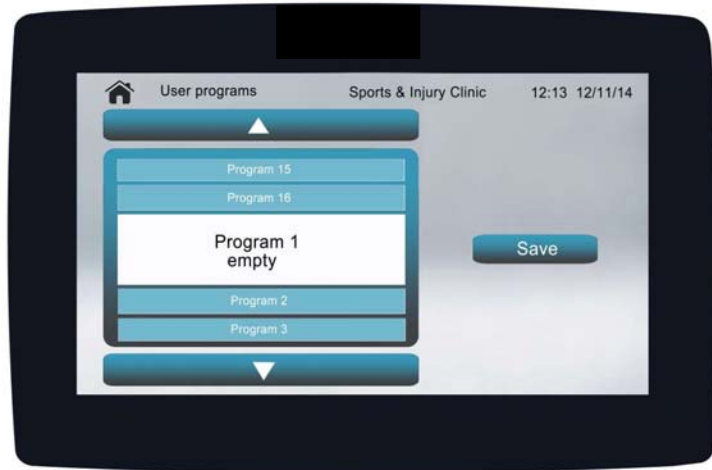 User programs Sports & Injury Clinic 12:13 12/11/14
Program 15
Program 16
Program 1
empty
Save
Program 2
Program 3